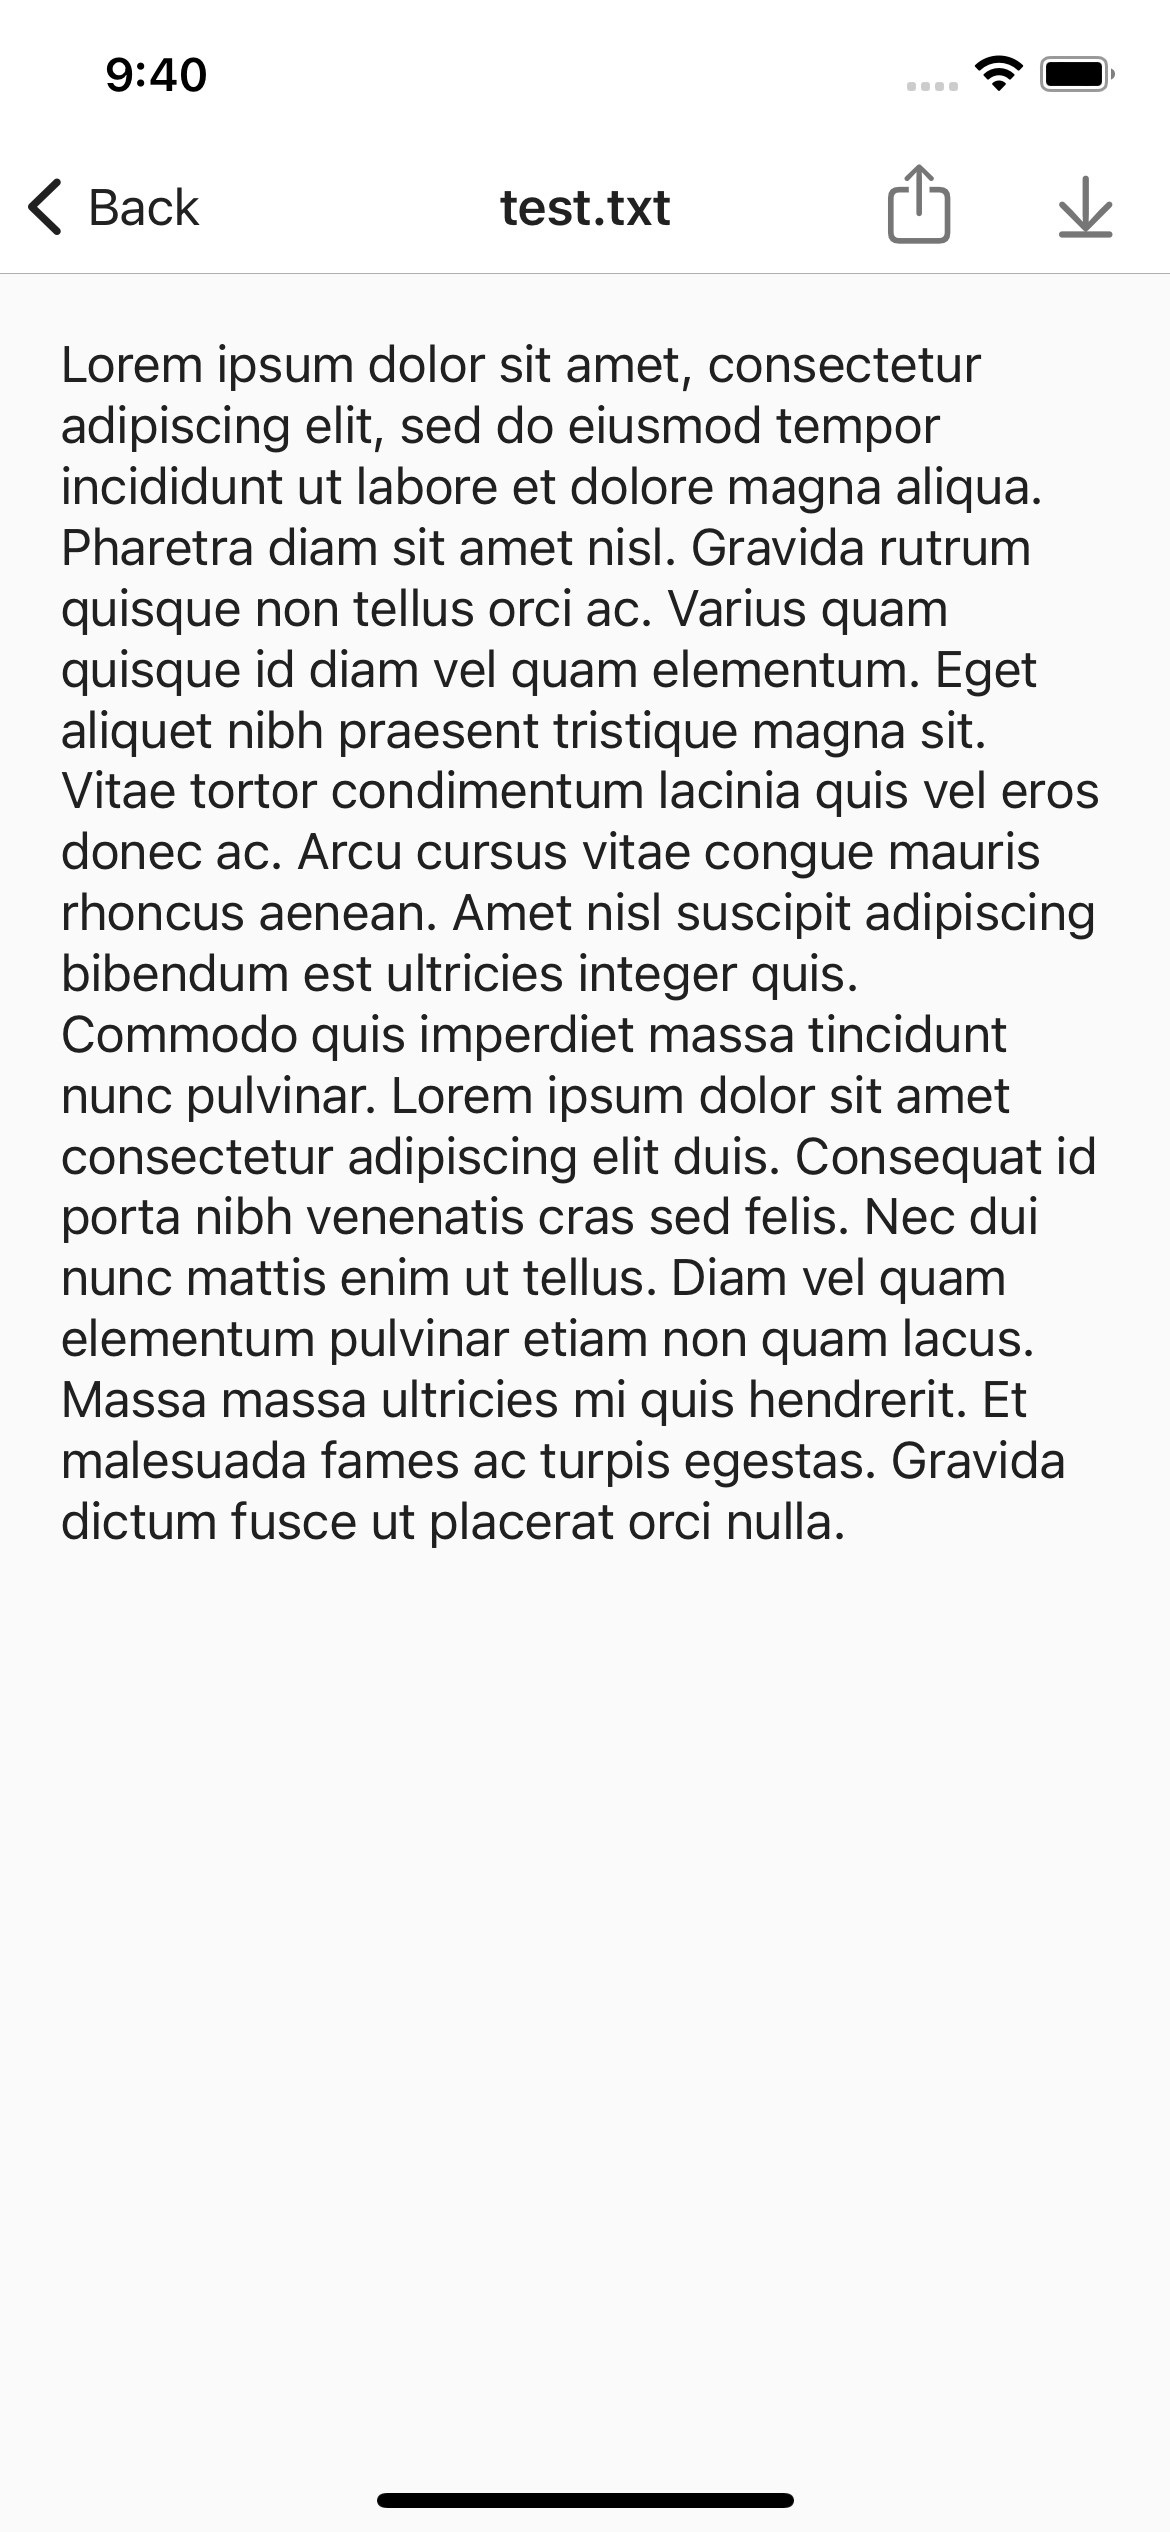 9:40
Back
test.txt
Lorem ipsum dolor sit amet, consectetur
adipiscing elit, sed do eiusmod tempor
incididunt ut labore et dolore magna aliqua.
Pharetra diam sit amet nisl. Gravida rutrum
quisque non tellus orci ac. Varius quam
quisque id diam vel quam elementum. Eget
aliquet nibh praesent tristique magna sit.
Vitae tortor condimentum lacinia quis vel eros
donec ac. Arcu cursus vitae congue mauris
rhoncus aenean. Amet nisl suscipit adipiscing
bibendum est ultricies integer quis.
Commodo quis imperdiet massa tincidunt
nunc pulvinar. Lorem ipsum dolor sit amet
consectetur adipiscing elit duis. Consequat id
porta nibh venenatis cras sed felis. Nec dui
nunc mattis enim ut tellus. Diam vel quam
elementum pulvinar etiam non quam lacus.
Massa massa ultricies mi quis hendrerit. Et
malesuada fames ac turpis egestas. Gravida
dictum fusce ut placerat orci nulla.